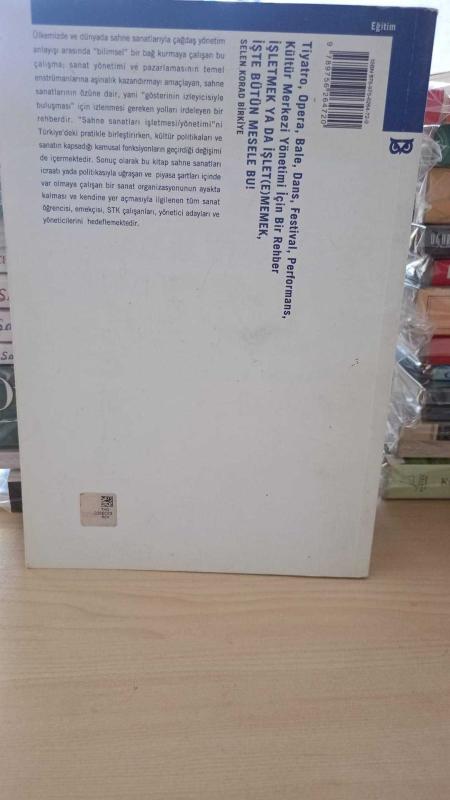 Eğitim
Ülkemizde ve dünyada sahne sanatlarıyla çağdaş yönetim
anlayışı arasında "bilimsel" bir bağ kurmaya çalışan bu
çalışma; sanat yönetimi ve pazarlamasının temel
enstrümanlarına aşinalık kazandırmayı amaçlayan, sahne
sanatlarının özüne dair, yani "gösterinin izleyicisiyle
buluşması" için izlenmesi gereken yolları irdeleyen bir
rehberdir. "Sahne sanatları işletmesi/yönetimi"ni
Türkiye'deki pratikle birleştirirken, kültür politikaları ve
sanatın kapsadığı kamusal fonksiyonların geçirdiği değişimi
de içermektedir. Sonuç olarak bu kitap sahne sanatları
icraatı yada politikasıyla uğraşan ve piyasa şartları içinde
var olmaya çalışan bir sanat organizasyonunun ayakta
kalması ve kendine yer açmasıyla ilgilenen tüm sanat
öğrencisi, emekçisi, STK çalışanları, yönetici adayları ve
yöneticilerini hedeflemektedir.
9 789756 564720
Tiyatro, Opera, Bale, Dans, Festival, Performans,
Kültür Merkezi Yönetimi İçin Bir Rehber
İŞLETMEK YA DA İŞLET(E)MEMEK,
İŞTE BÜTÜN MESELE BU!
SELEN KORAD BİRKİYE